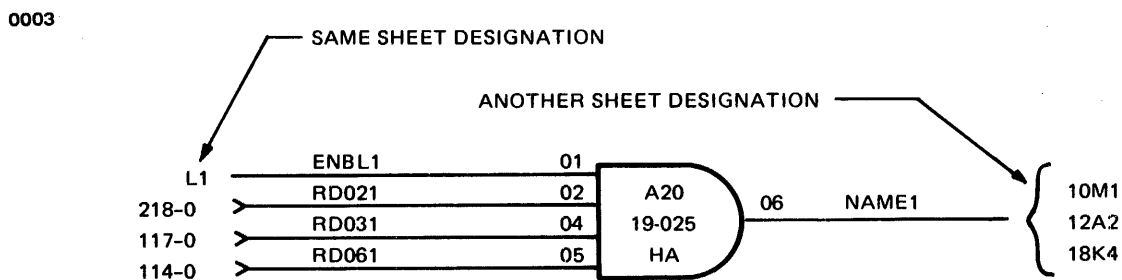 0003
SAME SHEET DESIGNATION
ANOTHER SHEET DESIGNATION
L1 ENBL1 01
218-0 RD021 02
117-0 RD031 04
114-0 RD061 05
A20
19-025
HA
06 NAME1
10M1
12A2
18K4